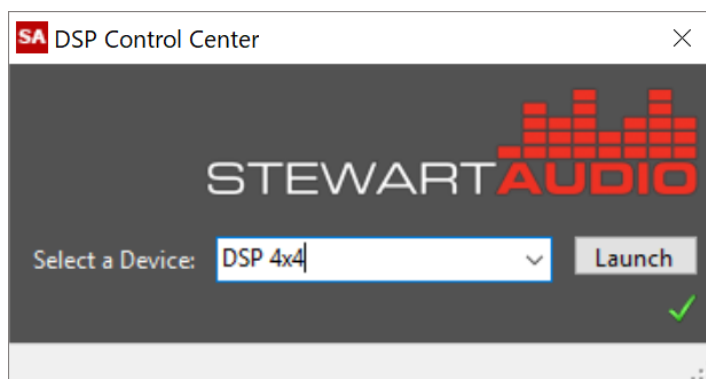 SA DSP Control Center
STEWARTAUDIO
Select a Device: DSP 4x4 Launch